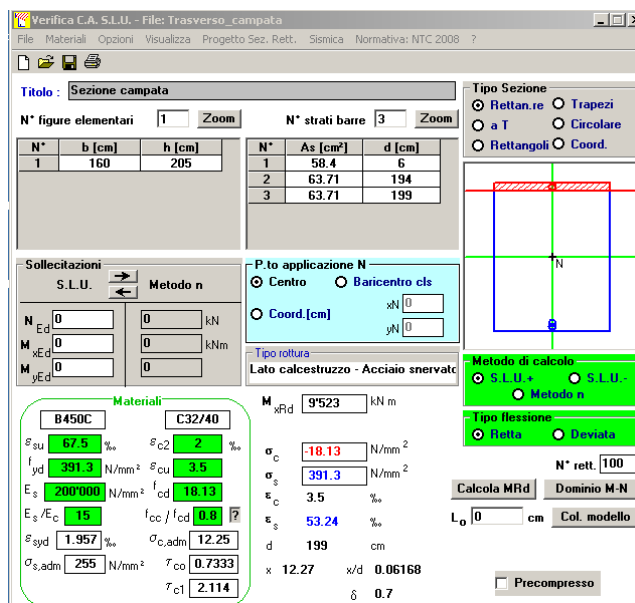 Verifica C.A. S.L.U. - File: Trasverso_campata
File Materiali Opzioni Visualizza Progetto Sez. Rett. Sismica Normativa: NTC 2008 ?
Titolo : Sezione campata
N° figure elementari 1 Zoom
N° b [cm] h [cm]
1 160 205
N° strati barre 3 Zoom
N° As [cm²] d [cm]
1 58.4 6
2 63.71 194
3 63.71 199
Tipo Sezione
Rettan.re Trapezi
a T Circolare
Rettangoli Coord.
N
Sollecitazioni
S.L.U. Metodo n
N Ed 0 0 kN
M xEd 0 0 kNm
M yEd 0 0
P.to applicazione N
Centro Baricentro cls
Coord.[cm] xN 0
yN 0
Tipo rottura
Lato calcestruzzo - Acciaio snervato
Metodo di calcolo
S.L.U.+ S.L.U.-
Metodo n
Tipo flessione
Retta Deviata
N° rett. 100
Calcola MRd Dominio M-N
L₀ 0 cm Col. modello
Precompresso
Materiali
B450C C32/40
εsu 67.5 ‰ εc2 2 ‰
fyd 391.3 N/mm² εcu 3.5
Es 200'000 N/mm² fcd 18.13
Es/Ec 15 fcc/fcd 0.8 ?
εsyd 1.957 ‰ σc,adm 12.25
σs,adm 255 N/mm² τco 0.7333
τc1 2.114
M xRd 9'523 kN m
σc -18.13 N/mm²
σs 391.3 N/mm²
εc 3.5 ‰
εs 53.24 ‰
d 199 cm
x 12.27 x/d 0.06168
δ 0.7